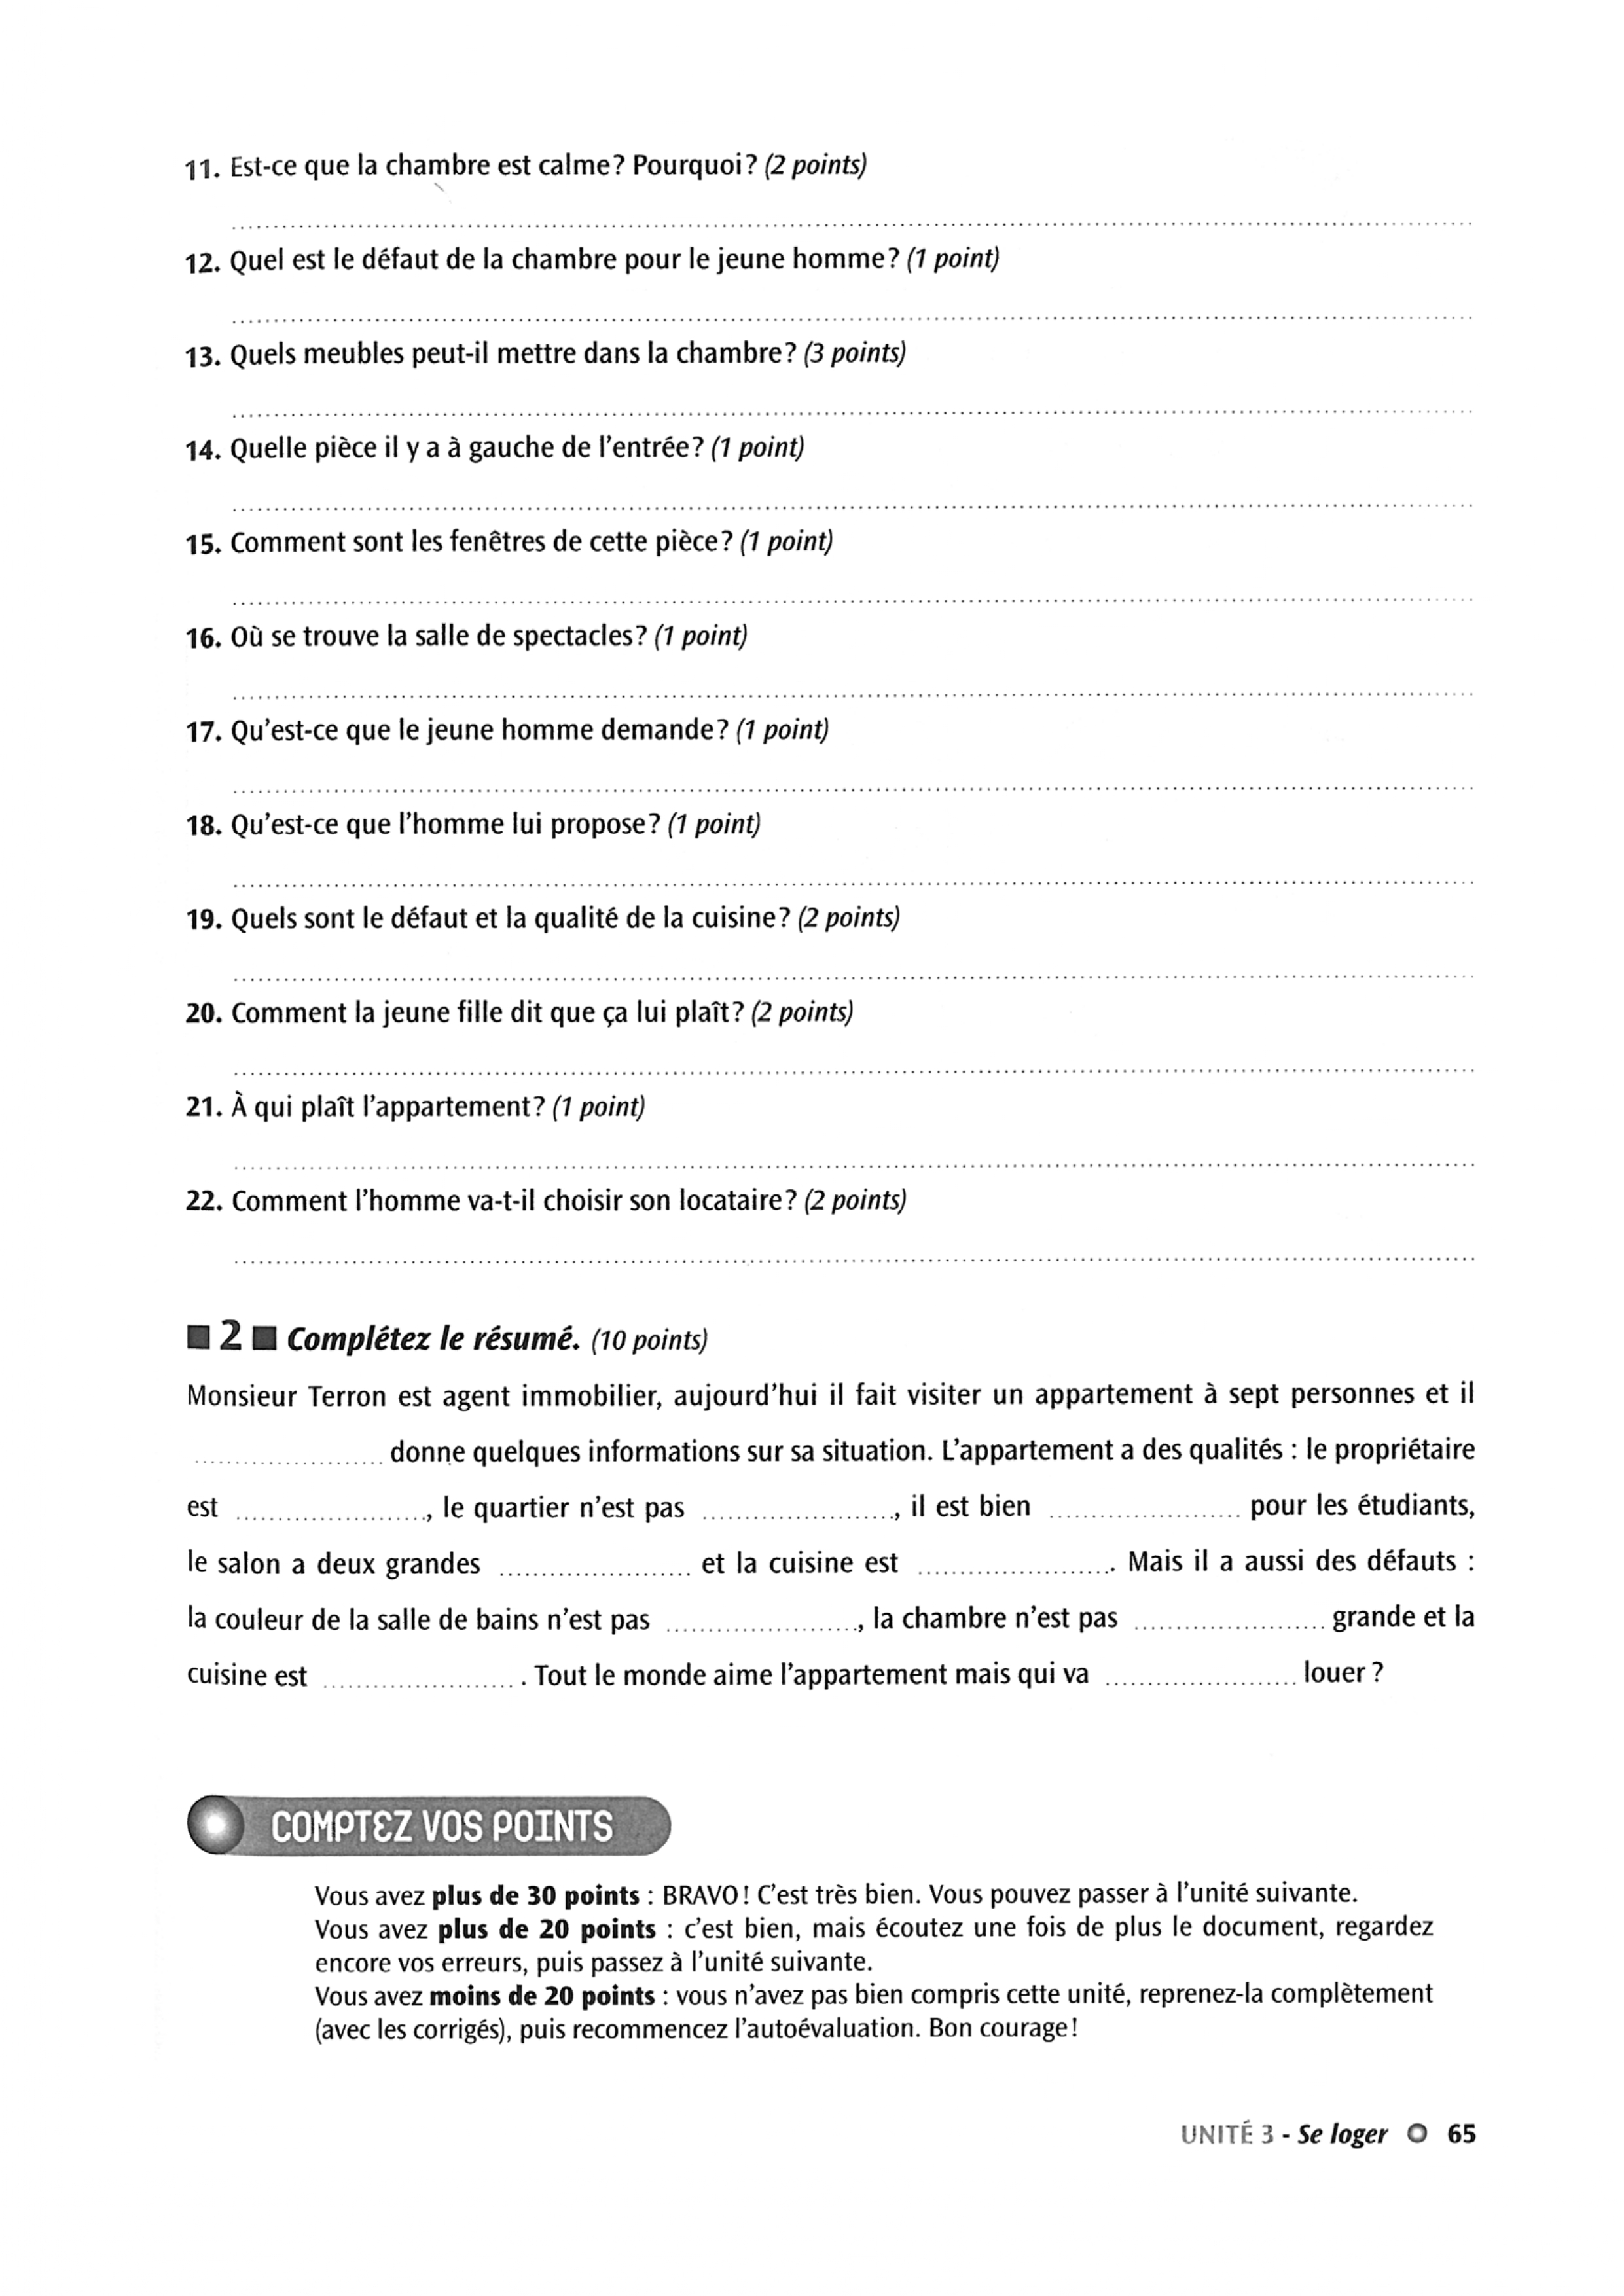 11. Est-ce que la chambre est calme? Pourquoi? (2 points)
12. Quel est le défaut de la chambre pour le jeune homme? (1 point)
13. Quels meubles peut-il mettre dans la chambre? (3 points)
14. Quelle pièce il y a à gauche de l'entrée? (1 point)
15. Comment sont les fenêtres de cette pièce? (1 point)
16. Où se trouve la salle de spectacles? (1 point)
17. Qu'est-ce que le jeune homme demande? (1 point)
18. Qu'est-ce que l'homme lui propose? (1 point)
19. Quels sont le défaut et la qualité de la cuisine? (2 points)
20. Comment la jeune fille dit que ça lui plaît? (2 points)
21. À qui plaît l'appartement? (1 point)
22. Comment l'homme va-t-il choisir son locataire? (2 points)
■ 2 ■ Complétez le résumé. (10 points)
Monsieur Terron est agent immobilier, aujourd'hui il fait visiter un appartement à sept personnes et il
...................... donne quelques informations sur sa situation. L'appartement a des qualités : le propriétaire
est ......................, le quartier n'est pas ......................, il est bien ...................... pour les étudiants,
le salon a deux grandes ...................... et la cuisine est ....................... Mais il a aussi des défauts :
la couleur de la salle de bains n'est pas ......................, la chambre n'est pas ...................... grande et la
cuisine est ...................... . Tout le monde aime l'appartement mais qui va ...................... louer ?
COMPTEZ VOS POINTS
Vous avez plus de 30 points : BRAVO! C'est très bien. Vous pouvez passer à l'unité suivante.
Vous avez plus de 20 points : c'est bien, mais écoutez une fois de plus le document, regardez
encore vos erreurs, puis passez à l'unité suivante.
Vous avez moins de 20 points : vous n'avez pas bien compris cette unité, reprenez-la complètement
(avec les corrigés), puis recommencez l'autoévaluation. Bon courage!
UNITÉ 3 - Se loger 65